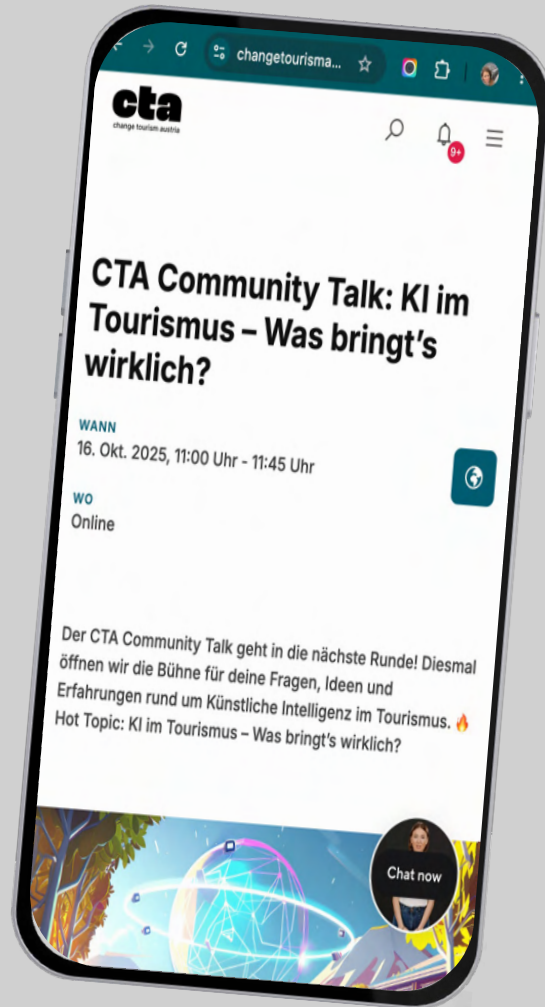 changetourisma...
cta
change tourism austria
9+
CTA Community Talk: KI im
Tourismus – Was bringt’s
wirklich?
WANN
16. Okt. 2025, 11:00 Uhr - 11:45 Uhr
WO
Online
Der CTA Community Talk geht in die nächste Runde! Diesmal
öffnen wir die Bühne für deine Fragen, Ideen und
Erfahrungen rund um Künstliche Intelligenz im Tourismus. 🔥
Hot Topic: KI im Tourismus – Was bringt’s wirklich?
Chat now